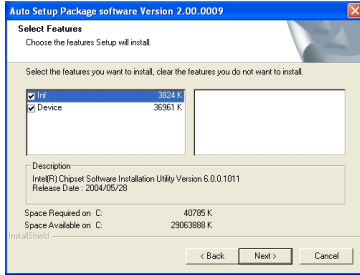 Auto Setup Package software Version 2.00.0009
Select Features
Choose the features Setup will install.
Select the features you want to install, clear the features you do not want to install.
Inf 3824 K
Device 36961 K
Description
Intel(R) Chipset Software Installation Utility Version 6.0.0.1011
Release Date : 2004/05/28
Space Required on C: 40785 K
Space Available on C: 29063888 K
InstallShield
< Back Next > Cancel